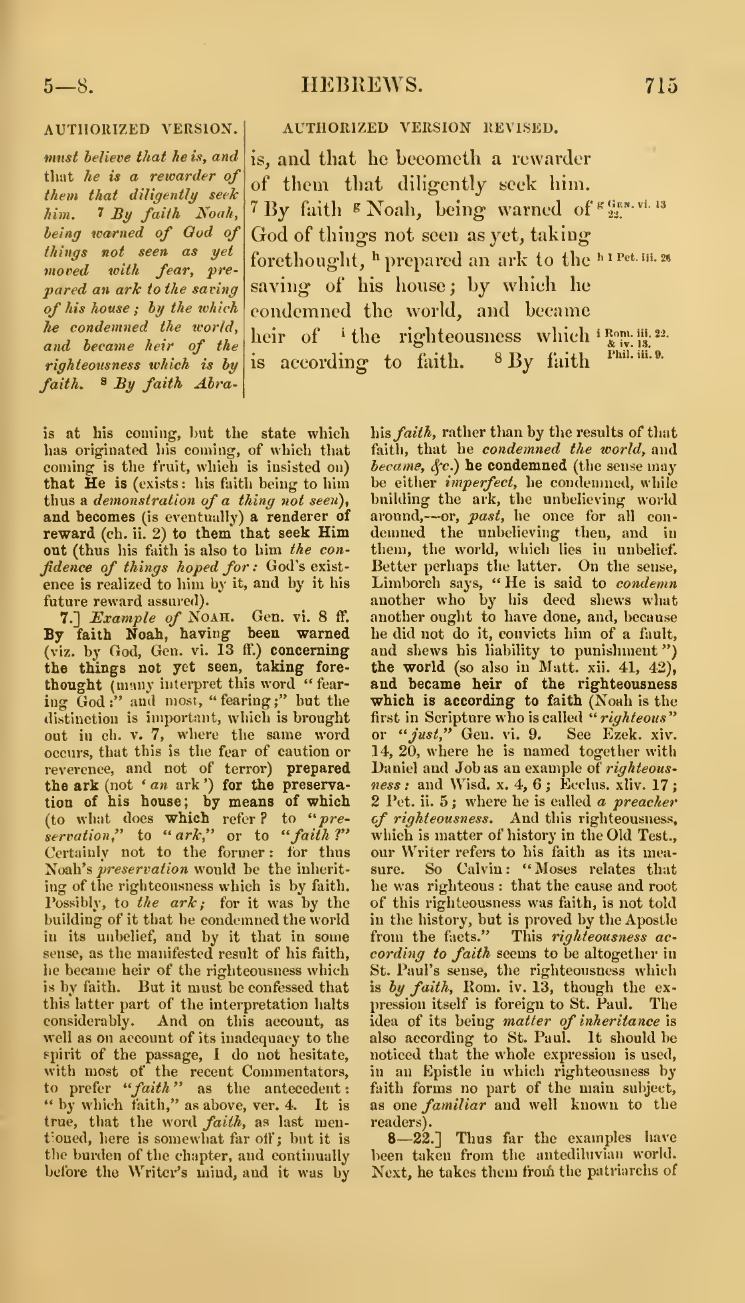 5—8.
HEBREWS.
715
AUTHORIZED VERSION.
must believe that he is, and
that he is a rewarder of
them that diligently seek
him. 7 By faith Noah,
being warned of God of
things not seen as yet
moved with fear, pre-
pared an ark to the saving
of his house; by the which
he condemned the world,
and became heir of the
righteousness which is by
faith. 8 By faith Abra-
AUTHORIZED VERSION REVISED.
is, and that he becometh a rewarder
of them that diligently seek him.
7 By faith g Noah, being warned of
God of things not seen as yet, taking
forethought, h prepared an ark to the
saving of his house; by which he
condemned the world, and became
heir of i the righteousness which
is according to faith. 8 By faith
g Gen. vi. 13
22.
h 1 Pet. iii. 20
i Rom. iii. 22.
& iv. 13.
Phil. iii. 9.
is at his coming, but the state which
has originated his coming, of which that
coming is the fruit, which is insisted on)
that He is (exists: his faith being to him
thus a demonstration of a thing not seen),
and becomes (is eventually) a renderer of
reward (ch. ii. 2) to them that seek Him
out (thus his faith is also to him the con-
fidence of things hoped for: God's exist-
ence is realized to him by it, and by it his
future reward assured).
7.] Example of NOAH. Gen. vi. 8 ff.
By faith Noah, having been warned
(viz. by God, Gen. vi. 13 ff.) concerning
the things not yet seen, taking fore-
thought (many interpret this word "fear-
ing God:" and most, "fearing;" but the
distinction is important, which is brought
out in ch. v. 7, where the same word
occurs, that this is the fear of caution or
reverence, and not of terror) prepared
the ark (not 'an ark') for the preserva-
tion of his house; by means of which
(to what does which refer? to "pre-
servation," to "ark," or to "faith?"
Certainly not to the former: for thus
Noah's preservation would be the inherit-
ing of the righteousness which is by faith.
Possibly, to the ark; for it was by the
building of it that he condemned the world
in its unbelief, and by it that in some
sense, as the manifested result of his faith,
he became heir of the righteousness which
is by faith. But it must be confessed that
this latter part of the interpretation halts
considerably. And on this account, as
well as on account of its inadequacy to the
spirit of the passage, I do not hesitate,
with most of the recent Commentators,
to prefer "faith" as the antecedent:
"by which faith," as above, ver. 4. It is
true, that the word faith, as last men-
tioned, here is somewhat far off; but it is
the burden of the chapter, and continually
before the Writer's mind, and it was by
his faith, rather than by the results of that
faith, that he condemned the world, and
became, &c.) he condemned (the sense may
be either imperfect, he condemned, while
building the ark, the unbelieving world
around,—or, past, he once for all con-
demned the unbelieving then, and in
them, the world, which lies in unbelief.
Better perhaps the latter. On the sense,
Limborch says, "He is said to condemn
another who by his deed shews what
another ought to have done, and, because
he did not do it, convicts him of a fault,
and shews his liability to punishment")
the world (so also in Matt. xii. 41, 42),
and became heir of the righteousness
which is according to faith (Noah is the
first in Scripture who is called "righteous"
or "just," Gen. vi. 9. See Ezek. xiv.
14, 20, where he is named together with
Daniel and Job as an example of righteous-
ness: and Wisd. x. 4, 6; Ecclus. xliv. 17;
2 Pet. ii. 5; where he is called a preacher
of righteousness. And this righteousness,
which is matter of history in the Old Test.,
our Writer refers to his faith as its mea-
sure. So Calvin: "Moses relates that
he was righteous: that the cause and root
of this righteousness was faith, is not told
in the history, but is proved by the Apostle
from the facts." This righteousness ac-
cording to faith seems to be altogether in
St. Paul's sense, the righteousness which
is by faith, Rom. iv. 13, though the ex-
pression itself is foreign to St. Paul. The
idea of its being matter of inheritance is
also according to St. Paul. It should be
noticed that the whole expression is used,
in an Epistle in which righteousness by
faith forms no part of the main subject,
as one familiar and well known to the
readers).
8—22.] Thus far the examples have
been taken from the antediluvian world.
Next, he takes them from the patriarchs of